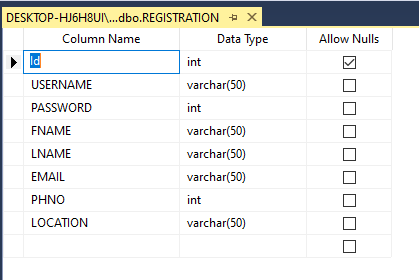 DESKTOP-HJ6H8UI\...dbo.REGISTRATION
Column Name Data Type Allow Nulls
Id int
USERNAME varchar(50)
PASSWORD int
FNAME varchar(50)
LNAME varchar(50)
EMAIL varchar(50)
PHNO int
LOCATION varchar(50)